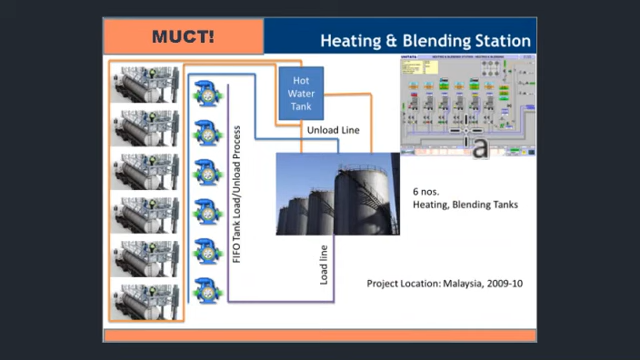 MUCT!
Heating & Blending Station
Hot
Water
Tank
Unload Line
FIFO Tank Load/Unload Process
a
6 nos.
Heating, Blending Tanks
Load line
Project Location: Malaysia, 2009-10